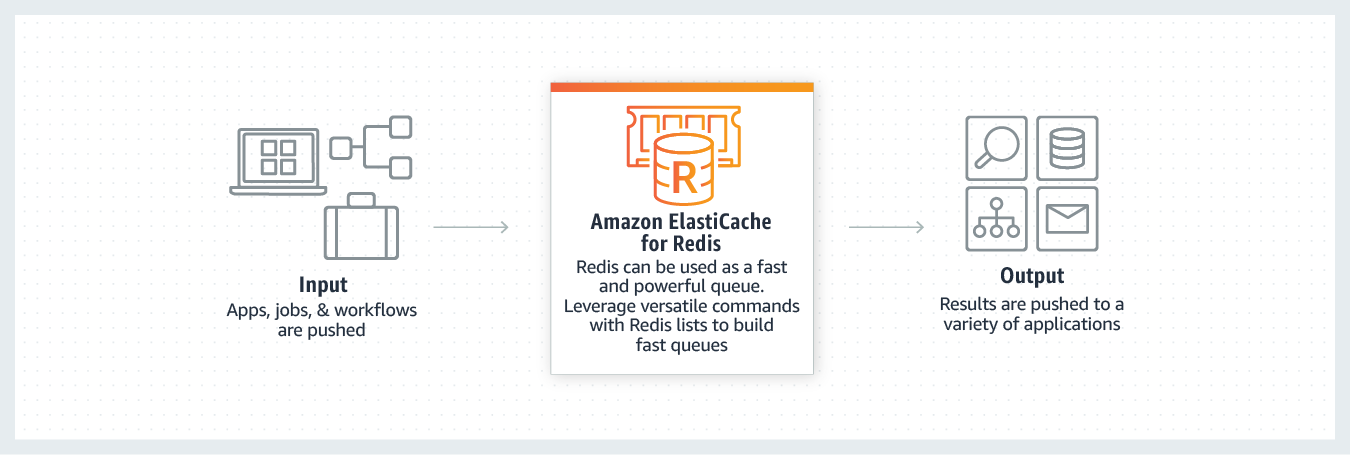 Input
Apps, jobs, & workflows
are pushed
R
Amazon ElastiCache
for Redis
Redis can be used as a fast
and powerful queue.
Leverage versatile commands
with Redis lists to build
fast queues
Output
Results are pushed to a
variety of applications